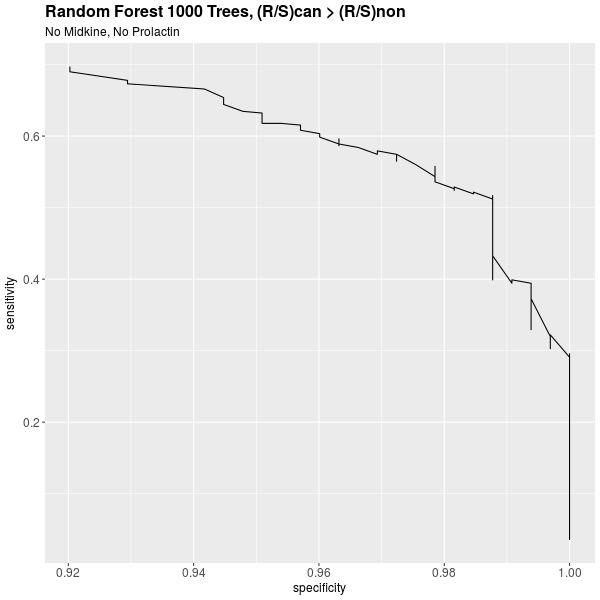 Random Forest 1000 Trees, (R/S)can > (R/S)non
No Midkine, No Prolactin
0.6
0.4
0.2
sensitivity
0.92 0.94 0.96 0.98 1.00
specificity